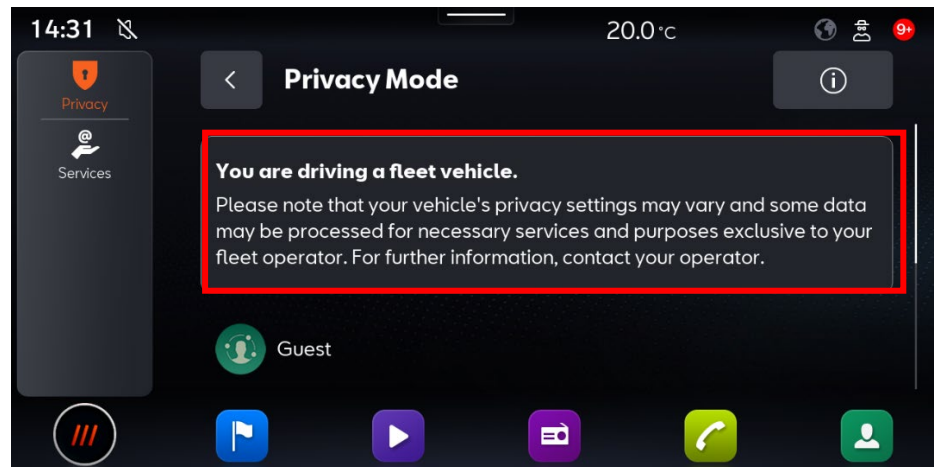 14:31
20.0 °C
9+
Privacy
Services
Privacy Mode
You are driving a fleet vehicle.
Please note that your vehicle's privacy settings may vary and some data
may be processed for necessary services and purposes exclusive to your
fleet operator. For further information, contact your operator.
Guest